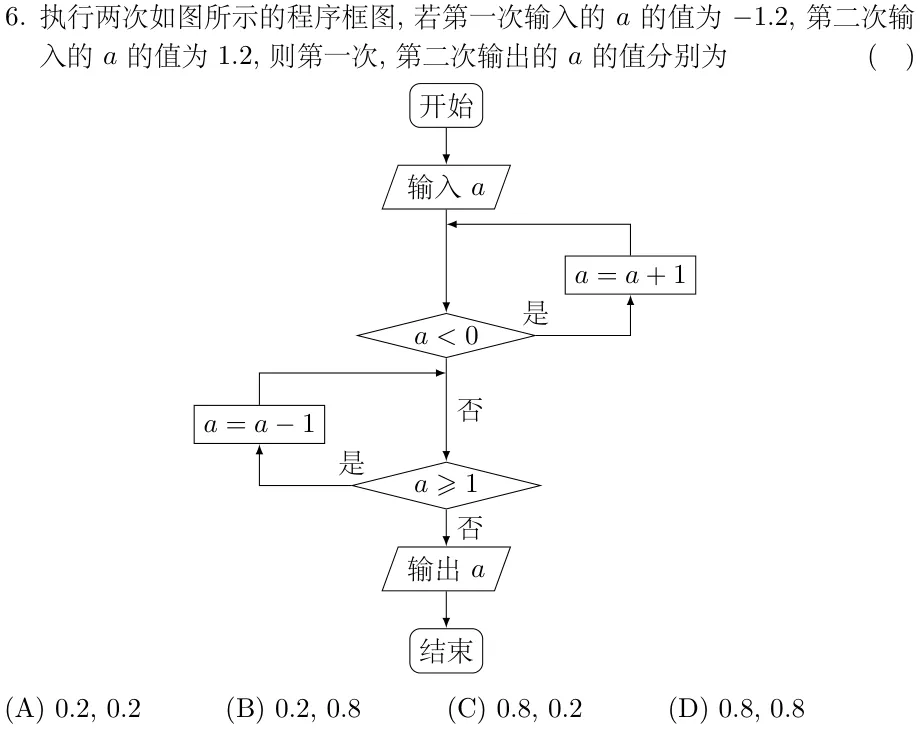 6. 执行两次如图所示的程序框图, 若第一次输入的 a 的值为 −1.2, 第二次输
入的 a 的值为 1.2, 则第一次, 第二次输出的 a 的值分别为 ( )
开始
输入 a
a = a + 1
是
a < 0
否
a = a − 1
是
a ⩾ 1
否
输出 a
结束
(A) 0.2, 0.2 (B) 0.2, 0.8 (C) 0.8, 0.2 (D) 0.8, 0.8